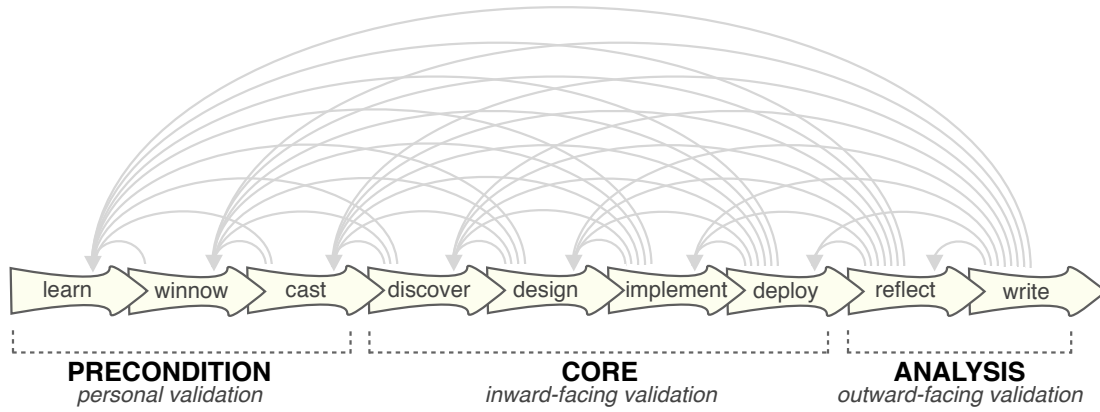 learn winnow cast discover design implement deploy reflect write
PRECONDITION CORE ANALYSIS
personal validation inward-facing validation outward-facing validation